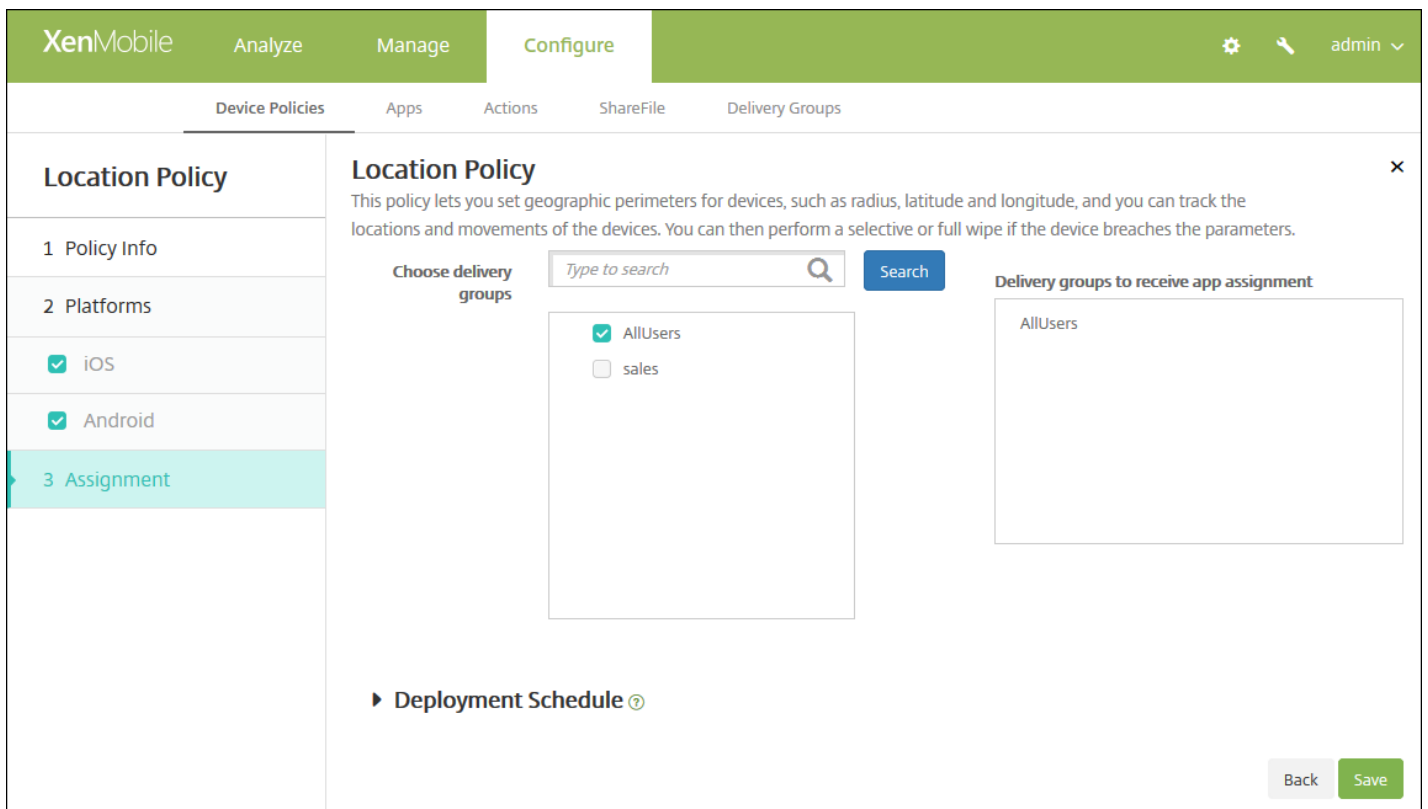 XenMobile Analyze Manage Configure admin
Device Policies Apps Actions ShareFile Delivery Groups
Location Policy
1 Policy Info
2 Platforms
iOS
Android
3 Assignment
Location Policy
This policy lets you set geographic perimeters for devices, such as radius, latitude and longitude, and you can track the
locations and movements of the devices. You can then perform a selective or full wipe if the device breaches the parameters.
Choose delivery
groups
Type to search
Search
AllUsers
sales
Delivery groups to receive app assignment
AllUsers
Deployment Schedule ?
Back Save